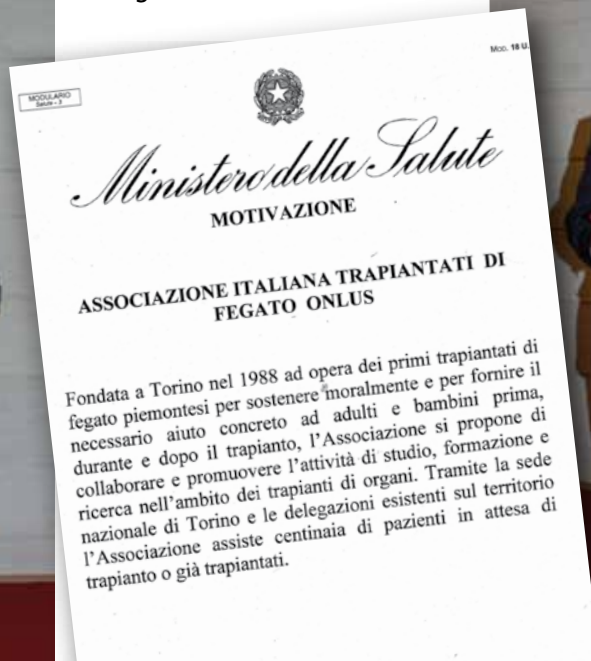 MODULARIO
Salute - 3
Mod. 18 U.
Ministero della Salute
MOTIVAZIONE
ASSOCIAZIONE ITALIANA TRAPIANTATI DI
FEGATO ONLUS
Fondata a Torino nel 1988 ad opera dei primi trapiantati di
fegato piemontesi per sostenere moralmente e per fornire il
necessario aiuto concreto ad adulti e bambini prima,
durante e dopo il trapianto, l'Associazione si propone di
collaborare e promuovere l'attività di studio, formazione e
ricerca nell'ambito dei trapianti di organi. Tramite la sede
nazionale di Torino e le delegazioni esistenti sul territorio
l'Associazione assiste centinaia di pazienti in attesa di
trapianto o già trapiantati.